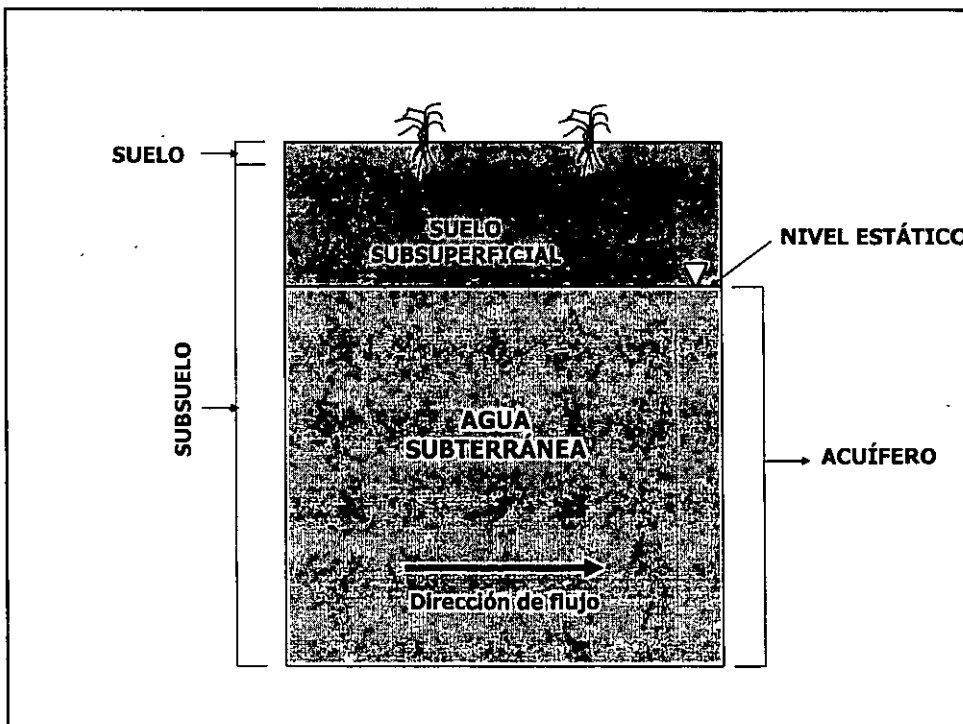 SUELO
SUELO
SUBSUPERFICIAL
NIVEL ESTÁTICO
SUBSUELO
AGUA
SUBTERRÁNEA
ACUÍFERO
Dirección de flujo